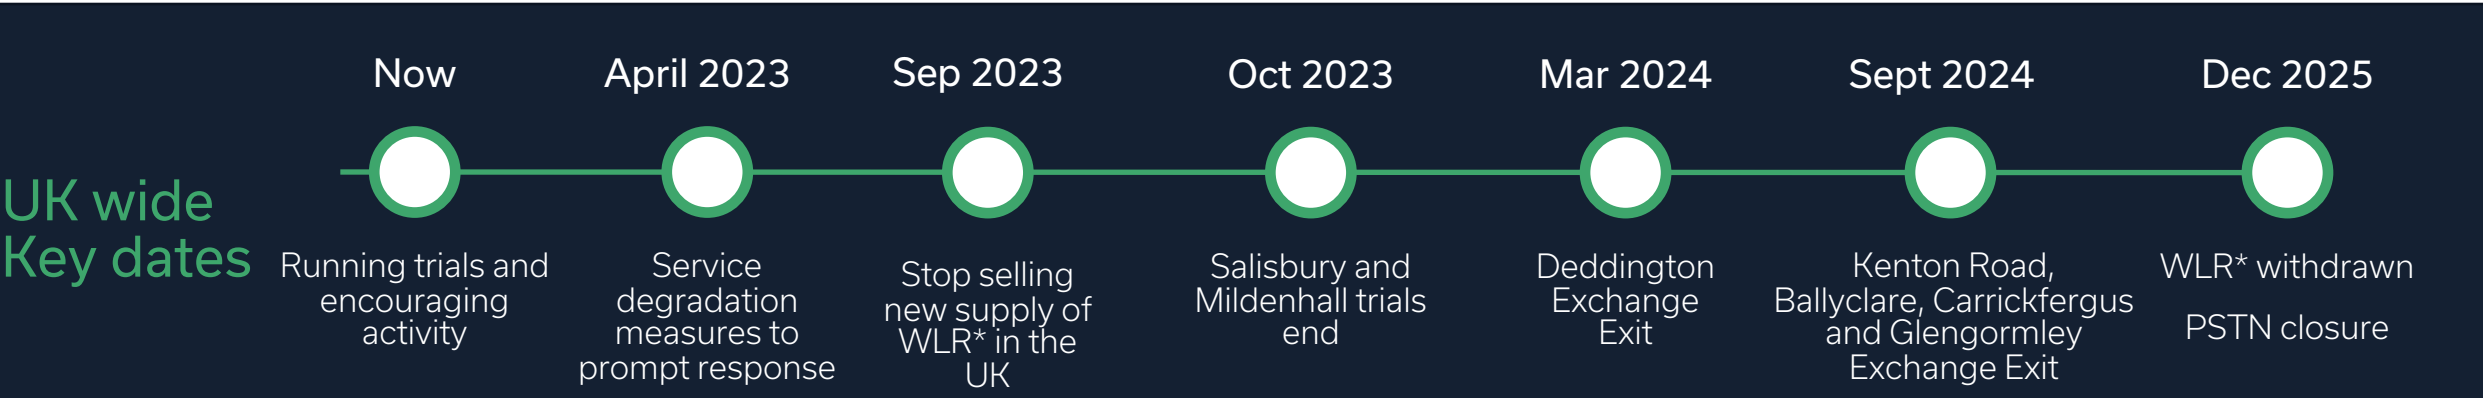 Now
April 2023
Sep 2023
Oct 2023
Mar 2024
Sept 2024
Dec 2025
UK wide
Key dates
Running trials and
encouraging
activity
Service
degradation
measures to
prompt response
Stop selling
new supply of
WLR* in the
UK
Salisbury and
Mildenhall trials
end
Deddington
Exchange
Exit
Kenton Road,
Ballyclare, Carrickfergus
and Glengormley
Exchange Exit
WLR* withdrawn
PSTN closure